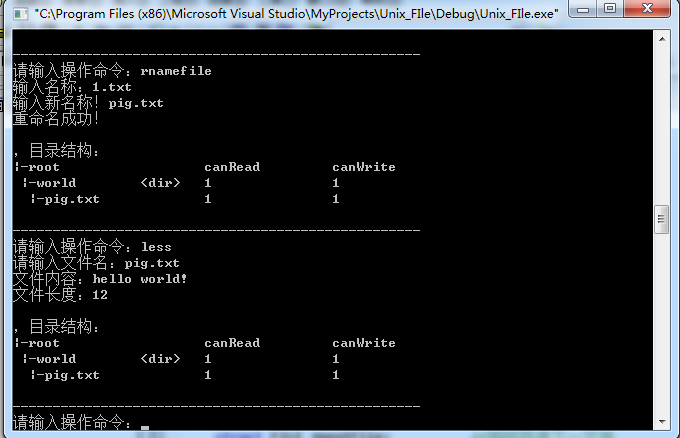 "C:\Program Files (x86)\Microsoft Visual Studio\MyProjects\Unix_FIle\Debug\Unix_FIle.exe"
请输入操作命令：rnamefile
输入名称：1.txt
输入新名称！pig.txt
重命名成功！
，目录结构：
¦-root canRead canWrite
¦-world <dir> 1 1
¦-pig.txt 1 1
请输入操作命令：less
请输入文件名：pig.txt
文件内容：hello world!
文件长度：12
，目录结构：
¦-root canRead canWrite
¦-world <dir> 1 1
¦-pig.txt 1 1
请输入操作命令：